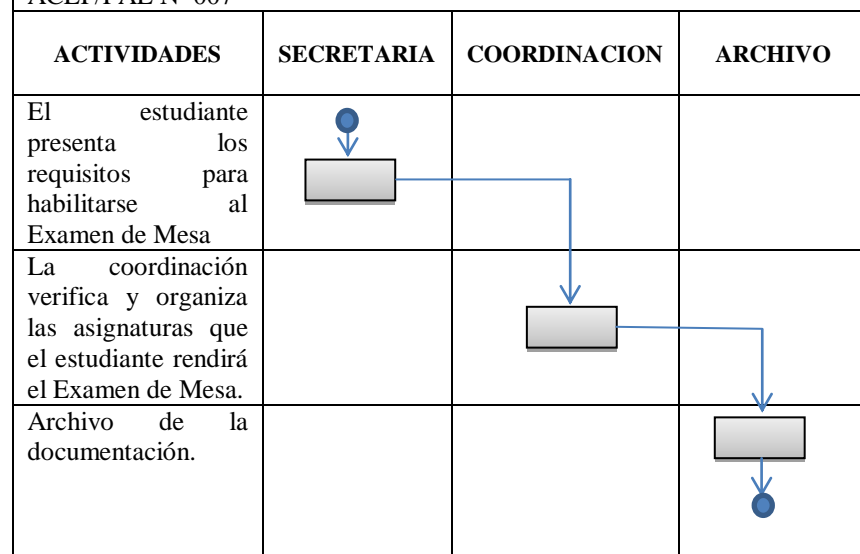 ACTIVIDADES SECRETARIA COORDINACION ARCHIVO
El estudiante
presenta los
requisitos para
habilitarse al
Examen de Mesa
La coordinación
verifica y organiza
las asignaturas que
el estudiante rendirá
el Examen de Mesa.
Archivo de la
documentación.